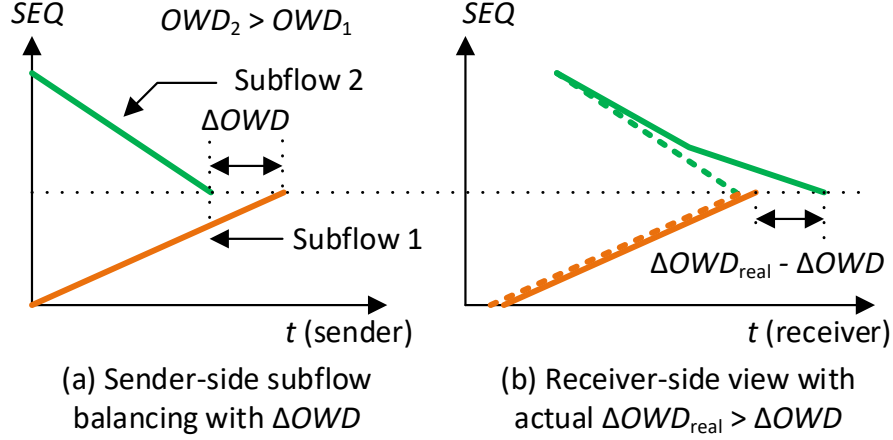 SEQ
OWD2 > OWD1
Subflow 2
ΔOWD
Subflow 1
t (sender)
(a) Sender-side subflow
balancing with ΔOWD
SEQ
ΔOWDreal - ΔOWD
t (receiver)
(b) Receiver-side view with
actual ΔOWDreal > ΔOWD